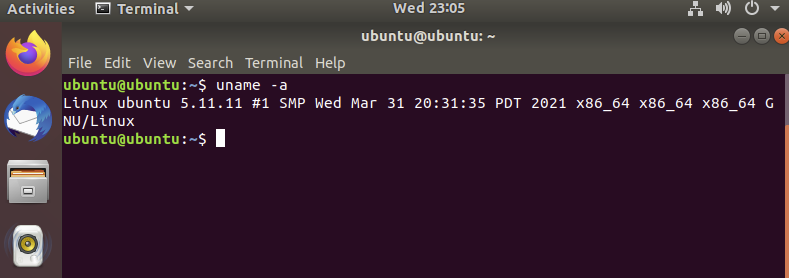 Activities Terminal Wed 23:05
ubuntu@ubuntu: ~
File Edit View Search Terminal Help
ubuntu@ubuntu:~$ uname -a
Linux ubuntu 5.11.11 #1 SMP Wed Mar 31 20:31:35 PDT 2021 x86_64 x86_64 x86_64 G
NU/Linux
ubuntu@ubuntu:~$